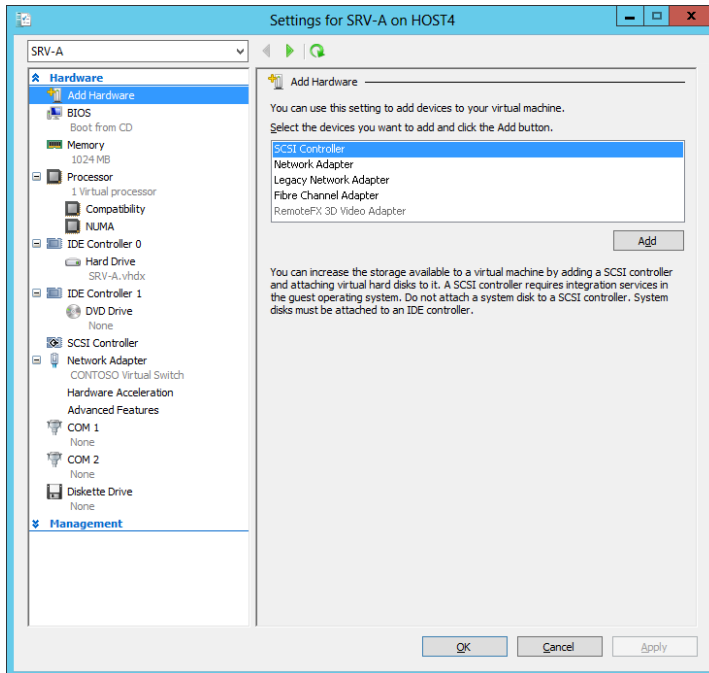 Settings for SRV-A on HOST4
SRV-A
Hardware
Add Hardware
BIOS
Boot from CD
Memory
1024 MB
Processor
1 Virtual processor
Compatibility
NUMA
IDE Controller 0
Hard Drive
SRV-A.vhdx
IDE Controller 1
DVD Drive
None
SCSI Controller
Network Adapter
CONTOSO Virtual Switch
Hardware Acceleration
Advanced Features
COM 1
None
COM 2
None
Diskette Drive
None
Management
Add Hardware
You can use this setting to add devices to your virtual machine.
Select the devices you want to add and click the Add button.
SCSI Controller
Network Adapter
Legacy Network Adapter
Fibre Channel Adapter
RemoteFX 3D Video Adapter
Add
You can increase the storage available to a virtual machine by adding a SCSI controller
and attaching virtual hard disks to it. A SCSI controller requires integration services in
the guest operating system. Do not attach a system disk to a SCSI controller. System
disks must be attached to an IDE controller.
OK
Cancel
Apply